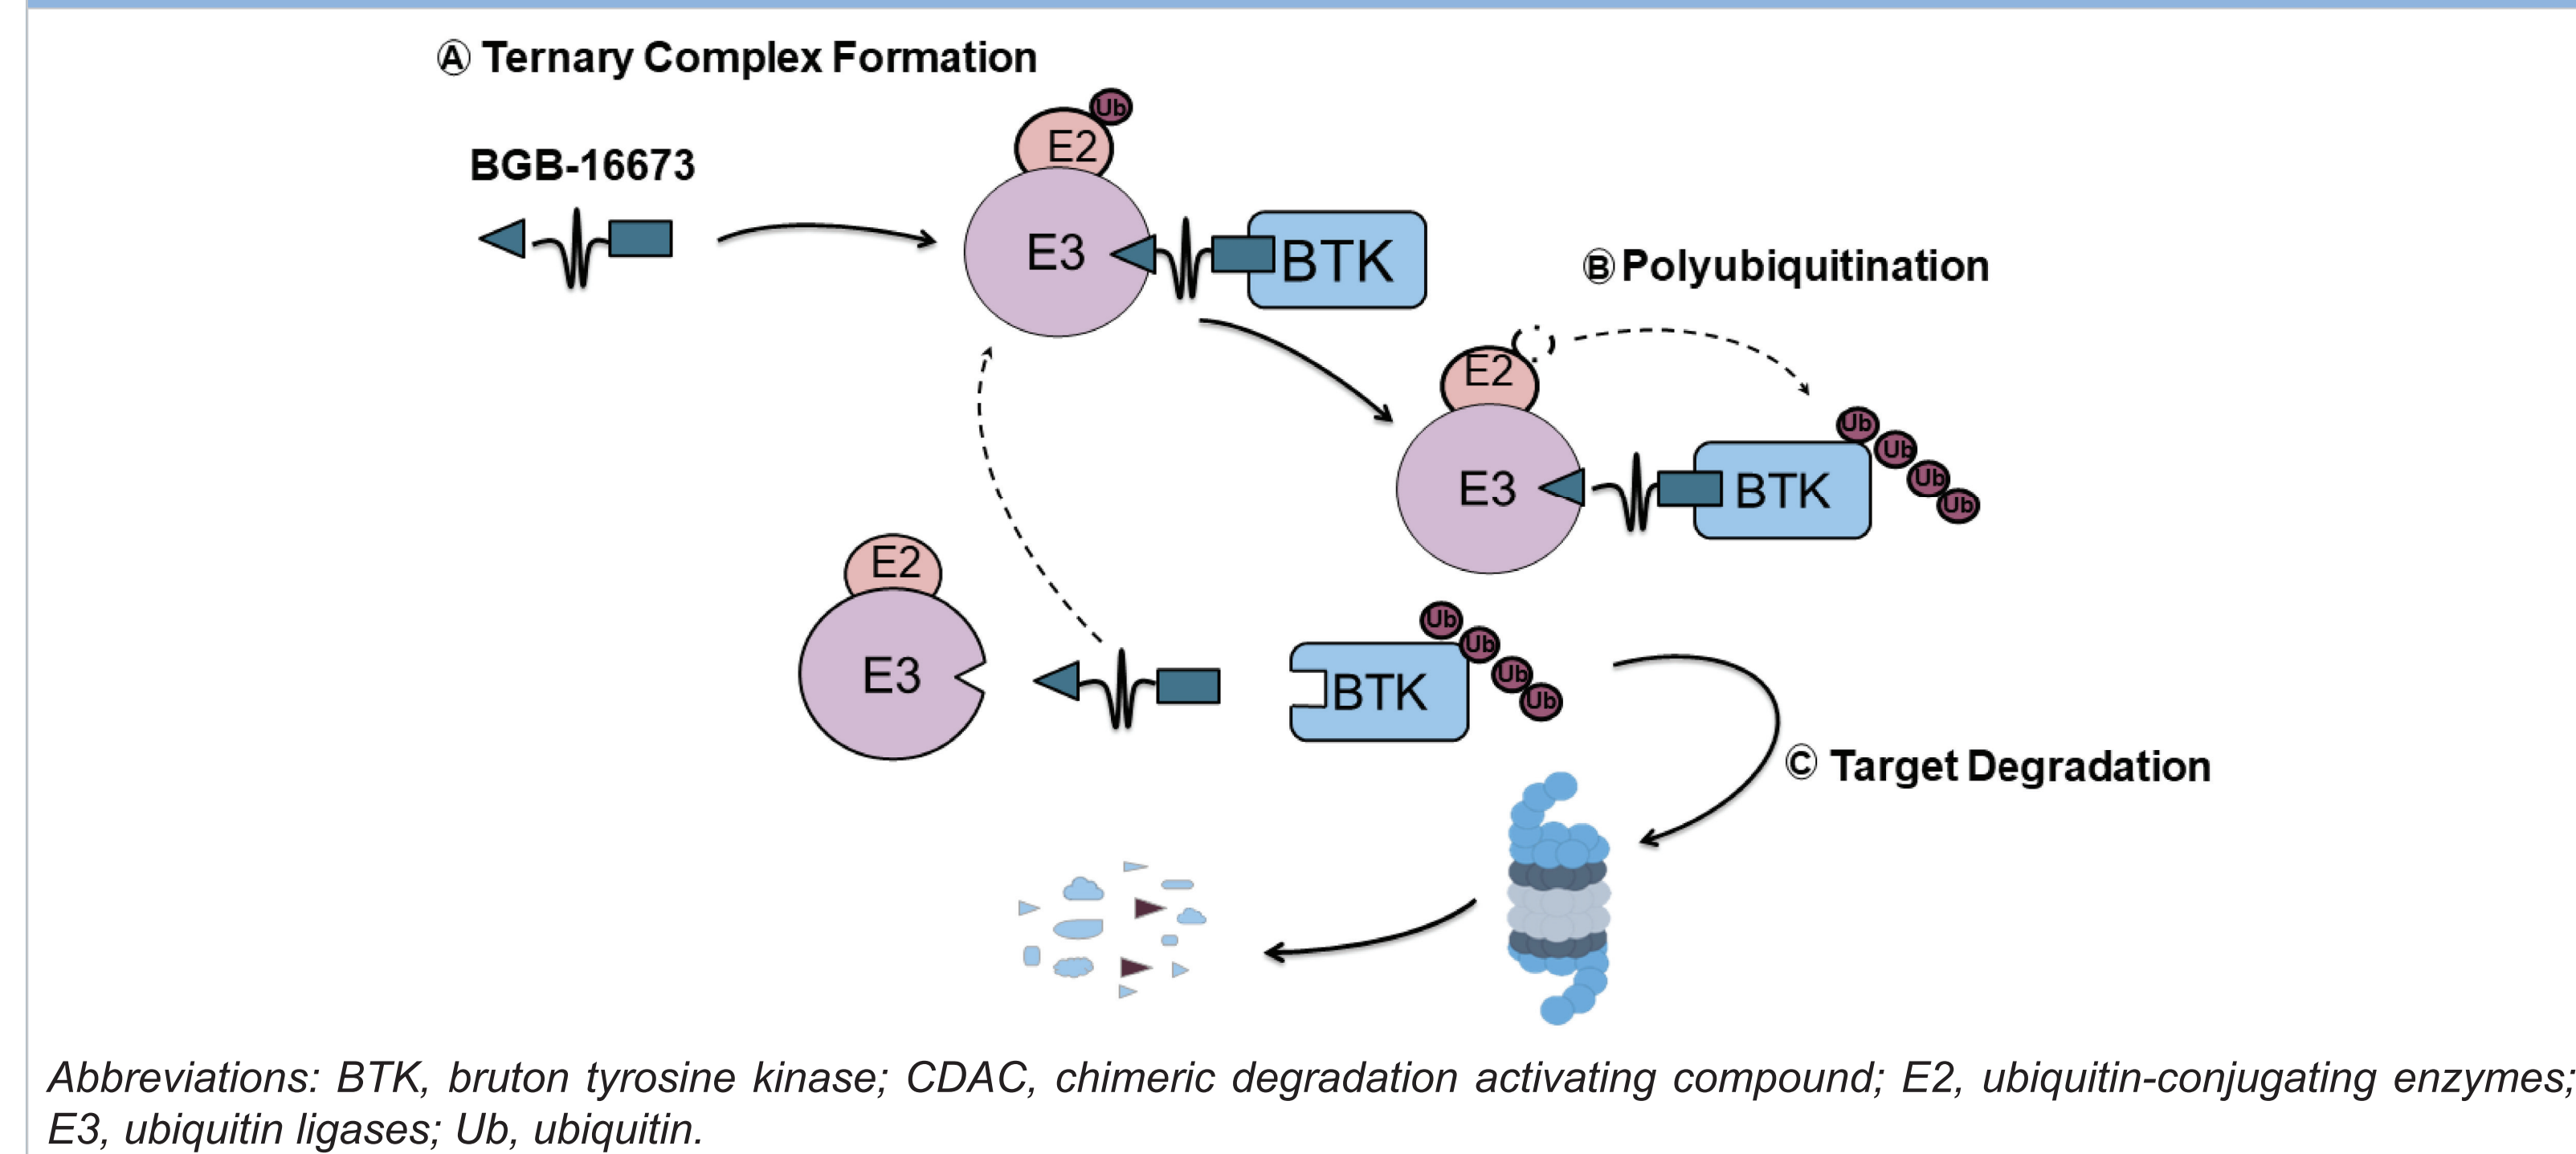 Ⓐ Ternary Complex Formation
BGB-16673
Ub
E2
E3
BTK
Ⓑ Polyubiquitination
E2
E3
BTK
Ub
Ub
Ub
Ub
E2
E3
BTK
Ub
Ub
Ub
Ub
Ⓒ Target Degradation
Abbreviations: BTK, bruton tyrosine kinase; CDAC, chimeric degradation activating compound; E2, ubiquitin-conjugating enzymes;
E3, ubiquitin ligases; Ub, ubiquitin.